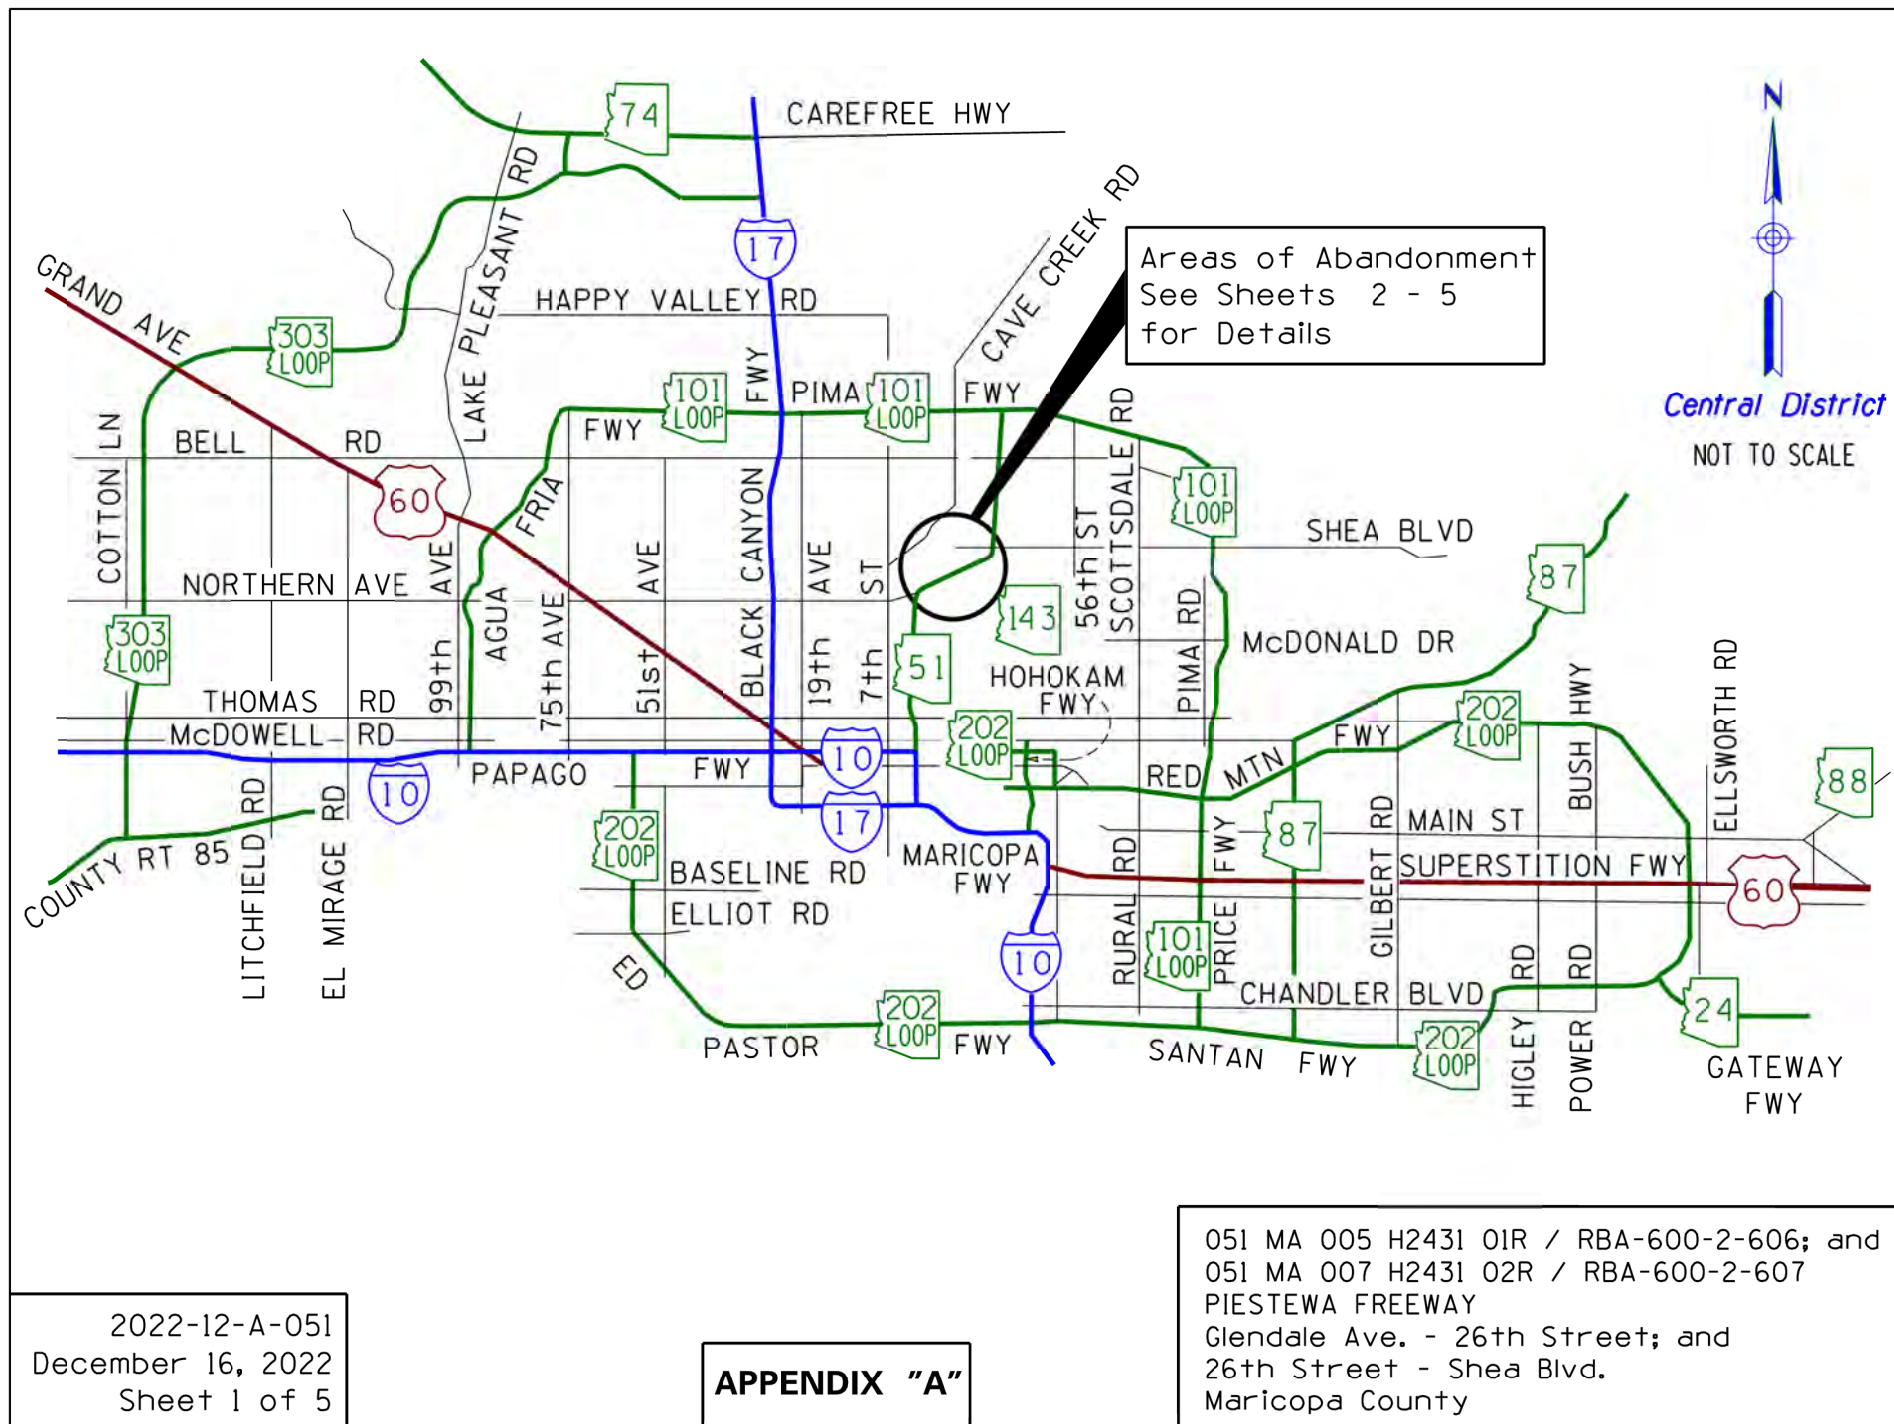 74
CAREFREE HWY
N
LAKE PLEASANT RD
17
CAVE CREEK RD
Areas of Abandonment
See Sheets 2 - 5
for Details
GRAND AVE
HAPPY VALLEY RD
303
LOOP
101
LOOP
FWY
PIMA
101
LOOP
FWY
Central District
NOT TO SCALE
COTTON LN
BELL RD
FWY
SCOTTSDALE RD
60
AGUA FRIA
BLACK CANYON
101
LOOP
SHEA BLVD
56th ST
87
NORTHERN AVE
99th AVE
75th AVE
51st AVE
19th AVE
7th ST
143
303
LOOP
51
HOHOKAM
FWY
PIMA RD
McDONALD DR
BUSH HWY
ELLSWORTH RD
THOMAS RD
McDOWELL RD
202
LOOP
202
LOOP
FWY
10
PAPAGO
FWY
10
RED MTN
88
LITCHFIELD RD
EL MIRAGE RD
17
202
LOOP
87
GILBERT RD
MAIN ST
COUNTY RT 85
BASELINE RD
ELLIOT RD
MARICOPA
FWY
RURAL RD
PRICE FWY
SUPERSTITION FWY
60
10
101
LOOP
ED
PASTOR
202
LOOP
FWY
CHANDLER BLVD
SANTAN FWY
202
LOOP
HIGLEY RD
POWER RD
24
GATEWAY
FWY
2022-12-A-051
December 16, 2022
Sheet 1 of 5
APPENDIX "A"
051 MA 005 H2431 01R / RBA-600-2-606; and
051 MA 007 H2431 02R / RBA-600-2-607
PIESTEWA FREEWAY
Glendale Ave. - 26th Street; and
26th Street - Shea Blvd.
Maricopa County